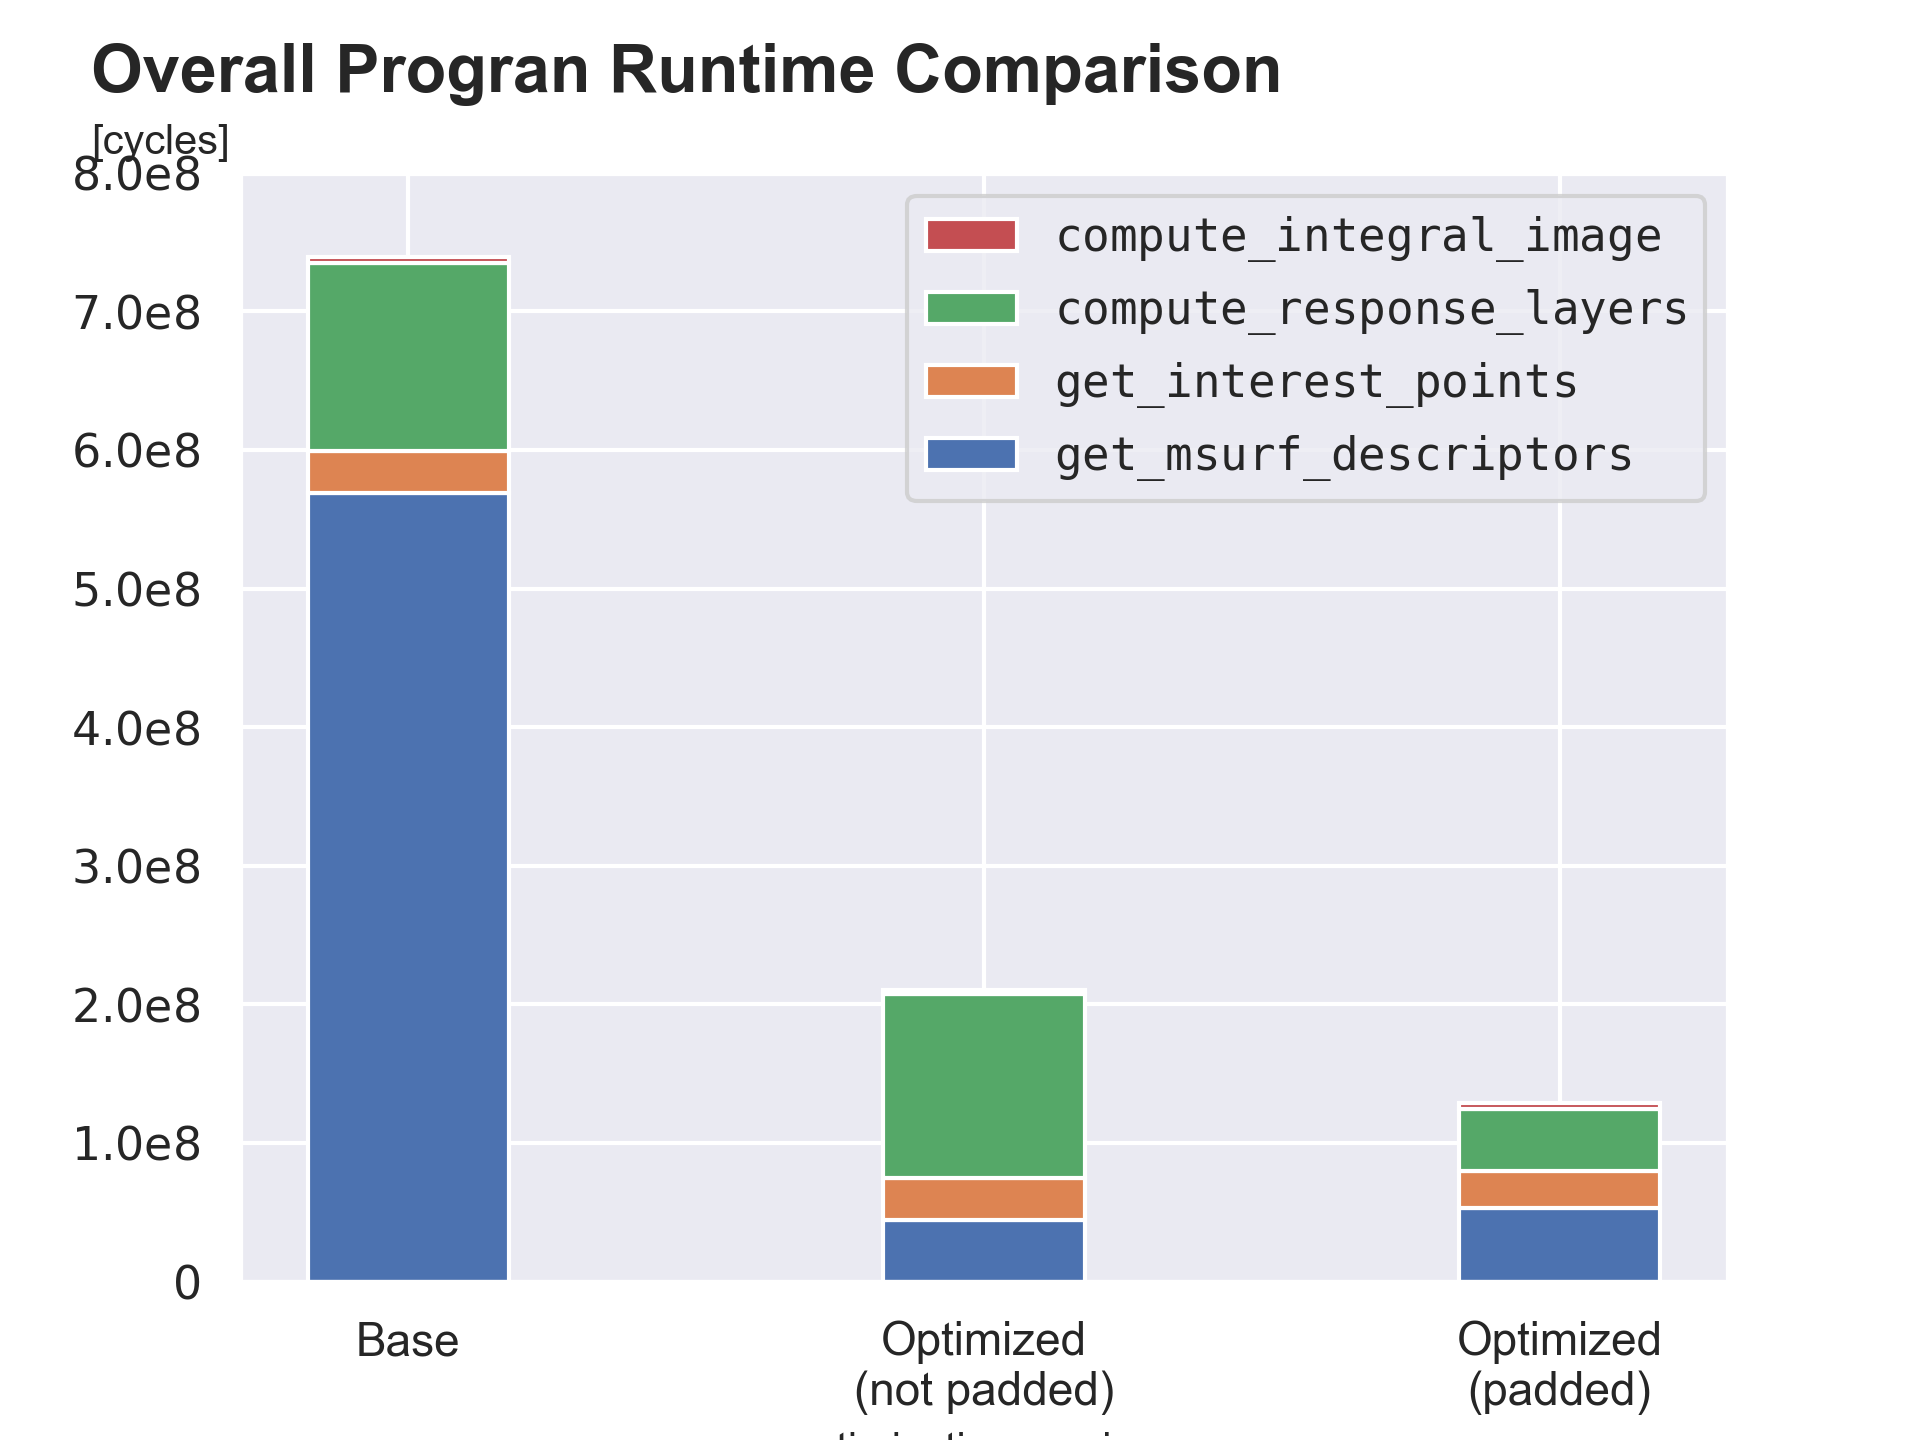 Overall Progran Runtime Comparison
[cycles]
8.0e8
7.0e8
6.0e8
5.0e8
4.0e8
3.0e8
2.0e8
1.0e8
0
compute_integral_image
compute_response_layers
get_interest_points
get_msurf_descriptors
Base
Optimized
(not padded)
Optimized
(padded)